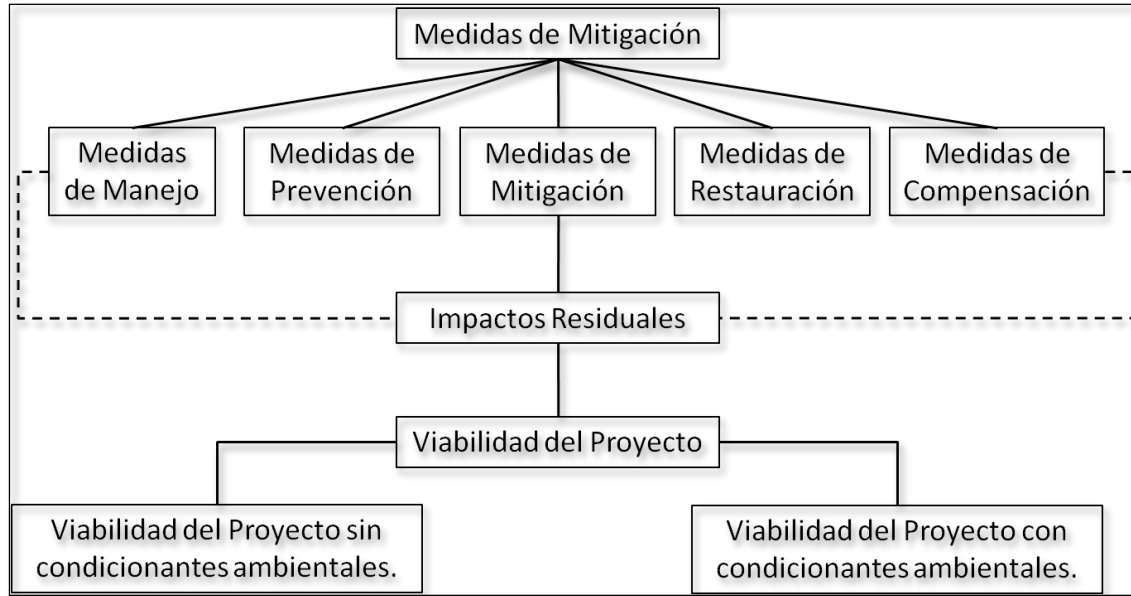 Medidas de Mitigación
Medidas
de Manejo
Medidas de
Prevención
Medidas de
Mitigación
Medidas de
Restauración
Medidas de
Compensación
Impactos Residuales
Viabilidad del Proyecto
Viabilidad del Proyecto sin
condicionantes ambientales.
Viabilidad del Proyecto con
condicionantes ambientales.